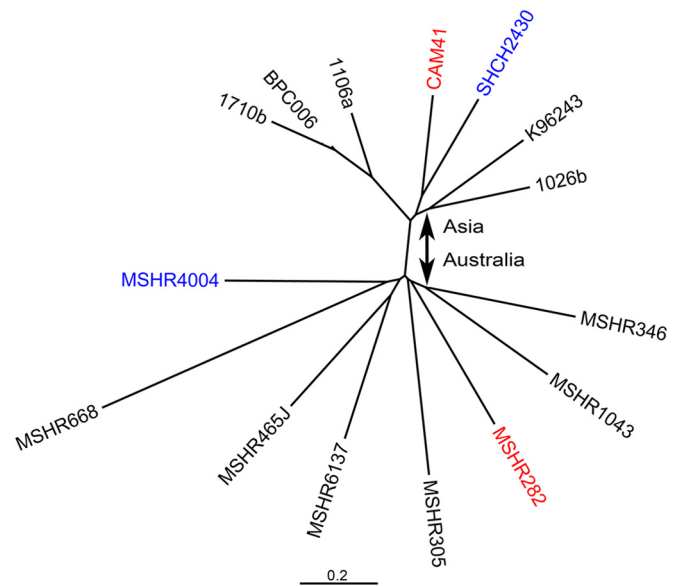 CAM41
SHCH2430
1106a
BPC006
1710b
K96243
1026b
Asia
Australia
MSHR4004
MSHR346
MSHR1043
MSHR668
MSHR465J
MSHR6137
MSHR282
MSHR305
0.2